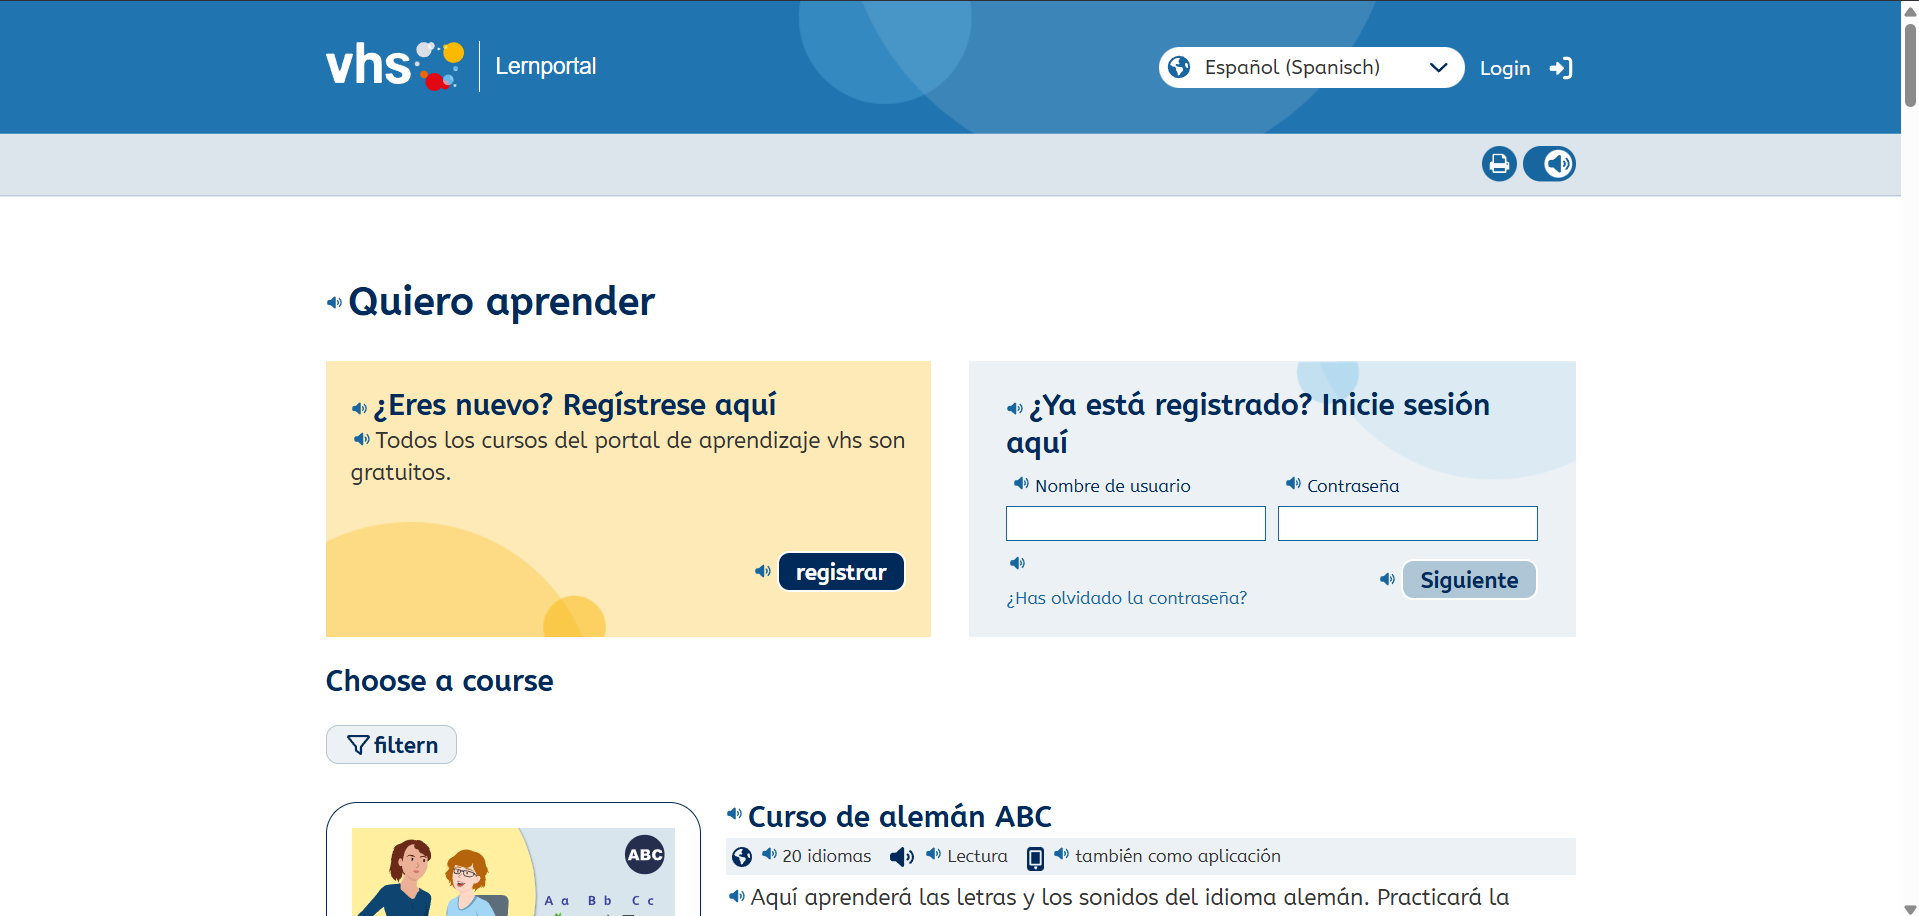 vhs
Lernportal
Español (Spanisch)
Login
Quiero aprender
¿Eres nuevo? Regístrese aquí
Todos los cursos del portal de aprendizaje vhs son
gratuitos.
registrar
¿Ya está registrado? Inicie sesión
aquí
Nombre de usuario
Contraseña
¿Has olvidado la contraseña?
Siguiente
Choose a course
filtern
ABC
A a B b C c
Curso de alemán ABC
20 idiomas Lectura también como aplicación
Aquí aprenderá las letras y los sonidos del idioma alemán. Practicará la